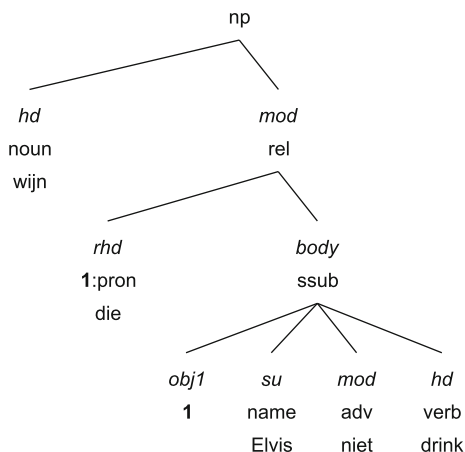 np
hd mod
noun rel
wijn
rhd body
1:pron ssub
die
obj1 su mod hd
1 name adv verb
Elvis niet drink